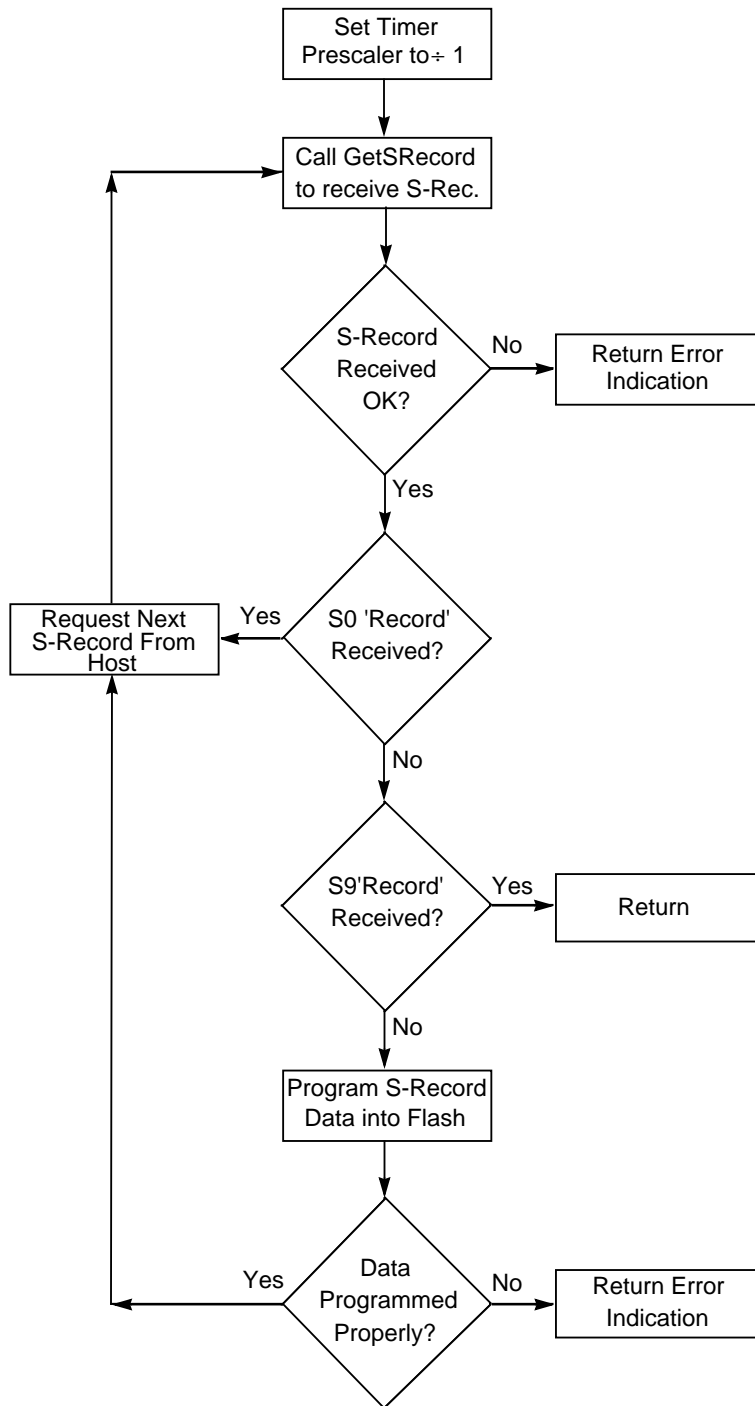 Set Timer
Prescaler to÷ 1
Call GetSRecord
to receive S-Rec.
S-Record
Received
OK?
No
Return Error
Indication
Yes
Request Next
S-Record From
Host
Yes
S0 'Record'
Received?
No
S9'Record'
Received?
Yes
Return
No
Program S-Record
Data into Flash
Yes
Data
Programmed
Properly?
No
Return Error
Indication